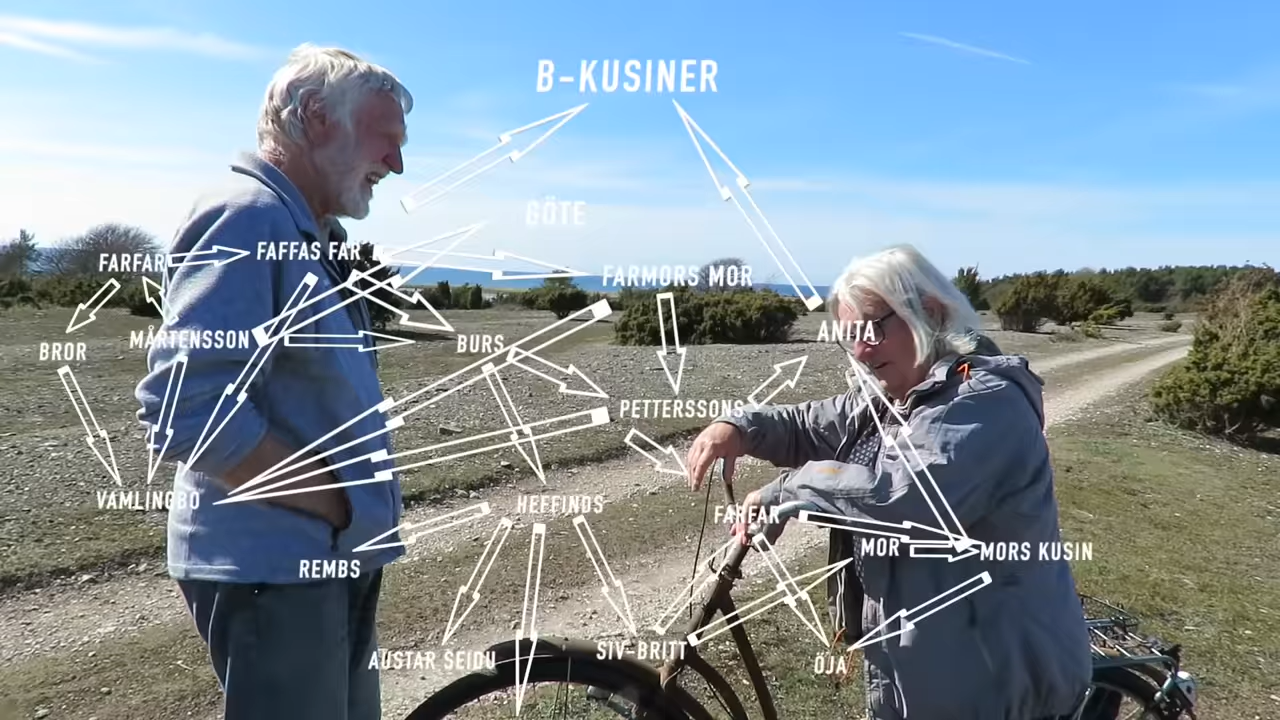 B-KUSINER
GÖTE
FARFAR
FAFFAS FAR
FARMORS MOR
BROR
MÅRTENSSON
BURS
ANITA
PETTERSSONS
VAMLINGBO
HEFFINDS
FARFAR
REMBS
MOR
MORS KUSIN
AUSTAR SEIDU
SIV-BRITT
ÖJA